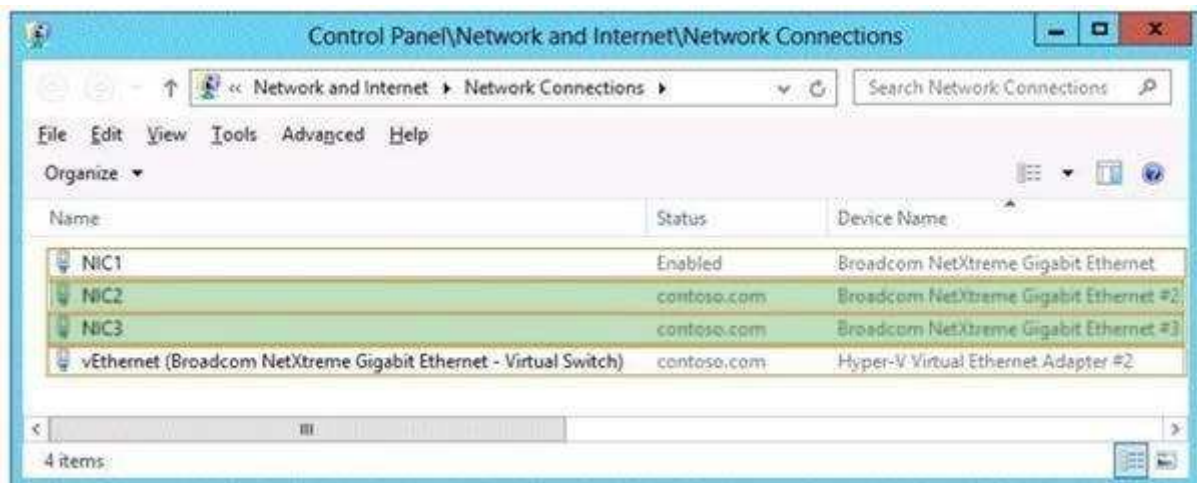 Control Panel\Network and Internet\Network Connections
« Network and Internet ▸ Network Connections ▸ Search Network Connections
File Edit View Tools Advanced Help
Organize
Name Status Device Name
NIC1 Enabled Broadcom NetXtreme Gigabit Ethernet
NIC2 contoso.com Broadcom NetXtreme Gigabit Ethernet #2
NIC3 contoso.com Broadcom NetXtreme Gigabit Ethernet #3
vEthernet (Broadcom NetXtreme Gigabit Ethernet - Virtual Switch) contoso.com Hyper-V Virtual Ethernet Adapter #2
4 items